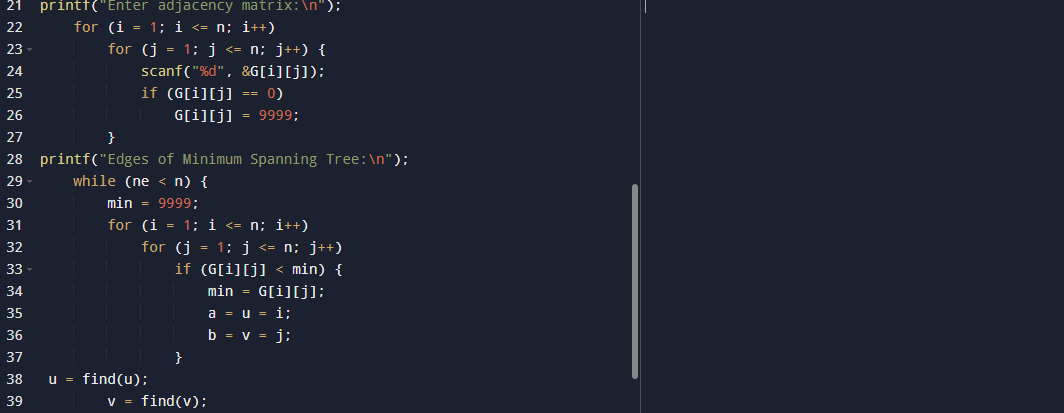 21 printf("Enter adjacency matrix:\n");
22 for (i = 1; i <= n; i++)
23 for (j = 1; j <= n; j++) {
24 scanf("%d", &G[i][j]);
25 if (G[i][j] == 0)
26 G[i][j] = 9999;
27 }
28 printf("Edges of Minimum Spanning Tree:\n");
29 while (ne < n) {
30 min = 9999;
31 for (i = 1; i <= n; i++)
32 for (j = 1; j <= n; j++)
33 if (G[i][j] < min) {
34 min = G[i][j];
35 a = u = i;
36 b = v = j;
37 }
38 u = find(u);
39 v = find(v);